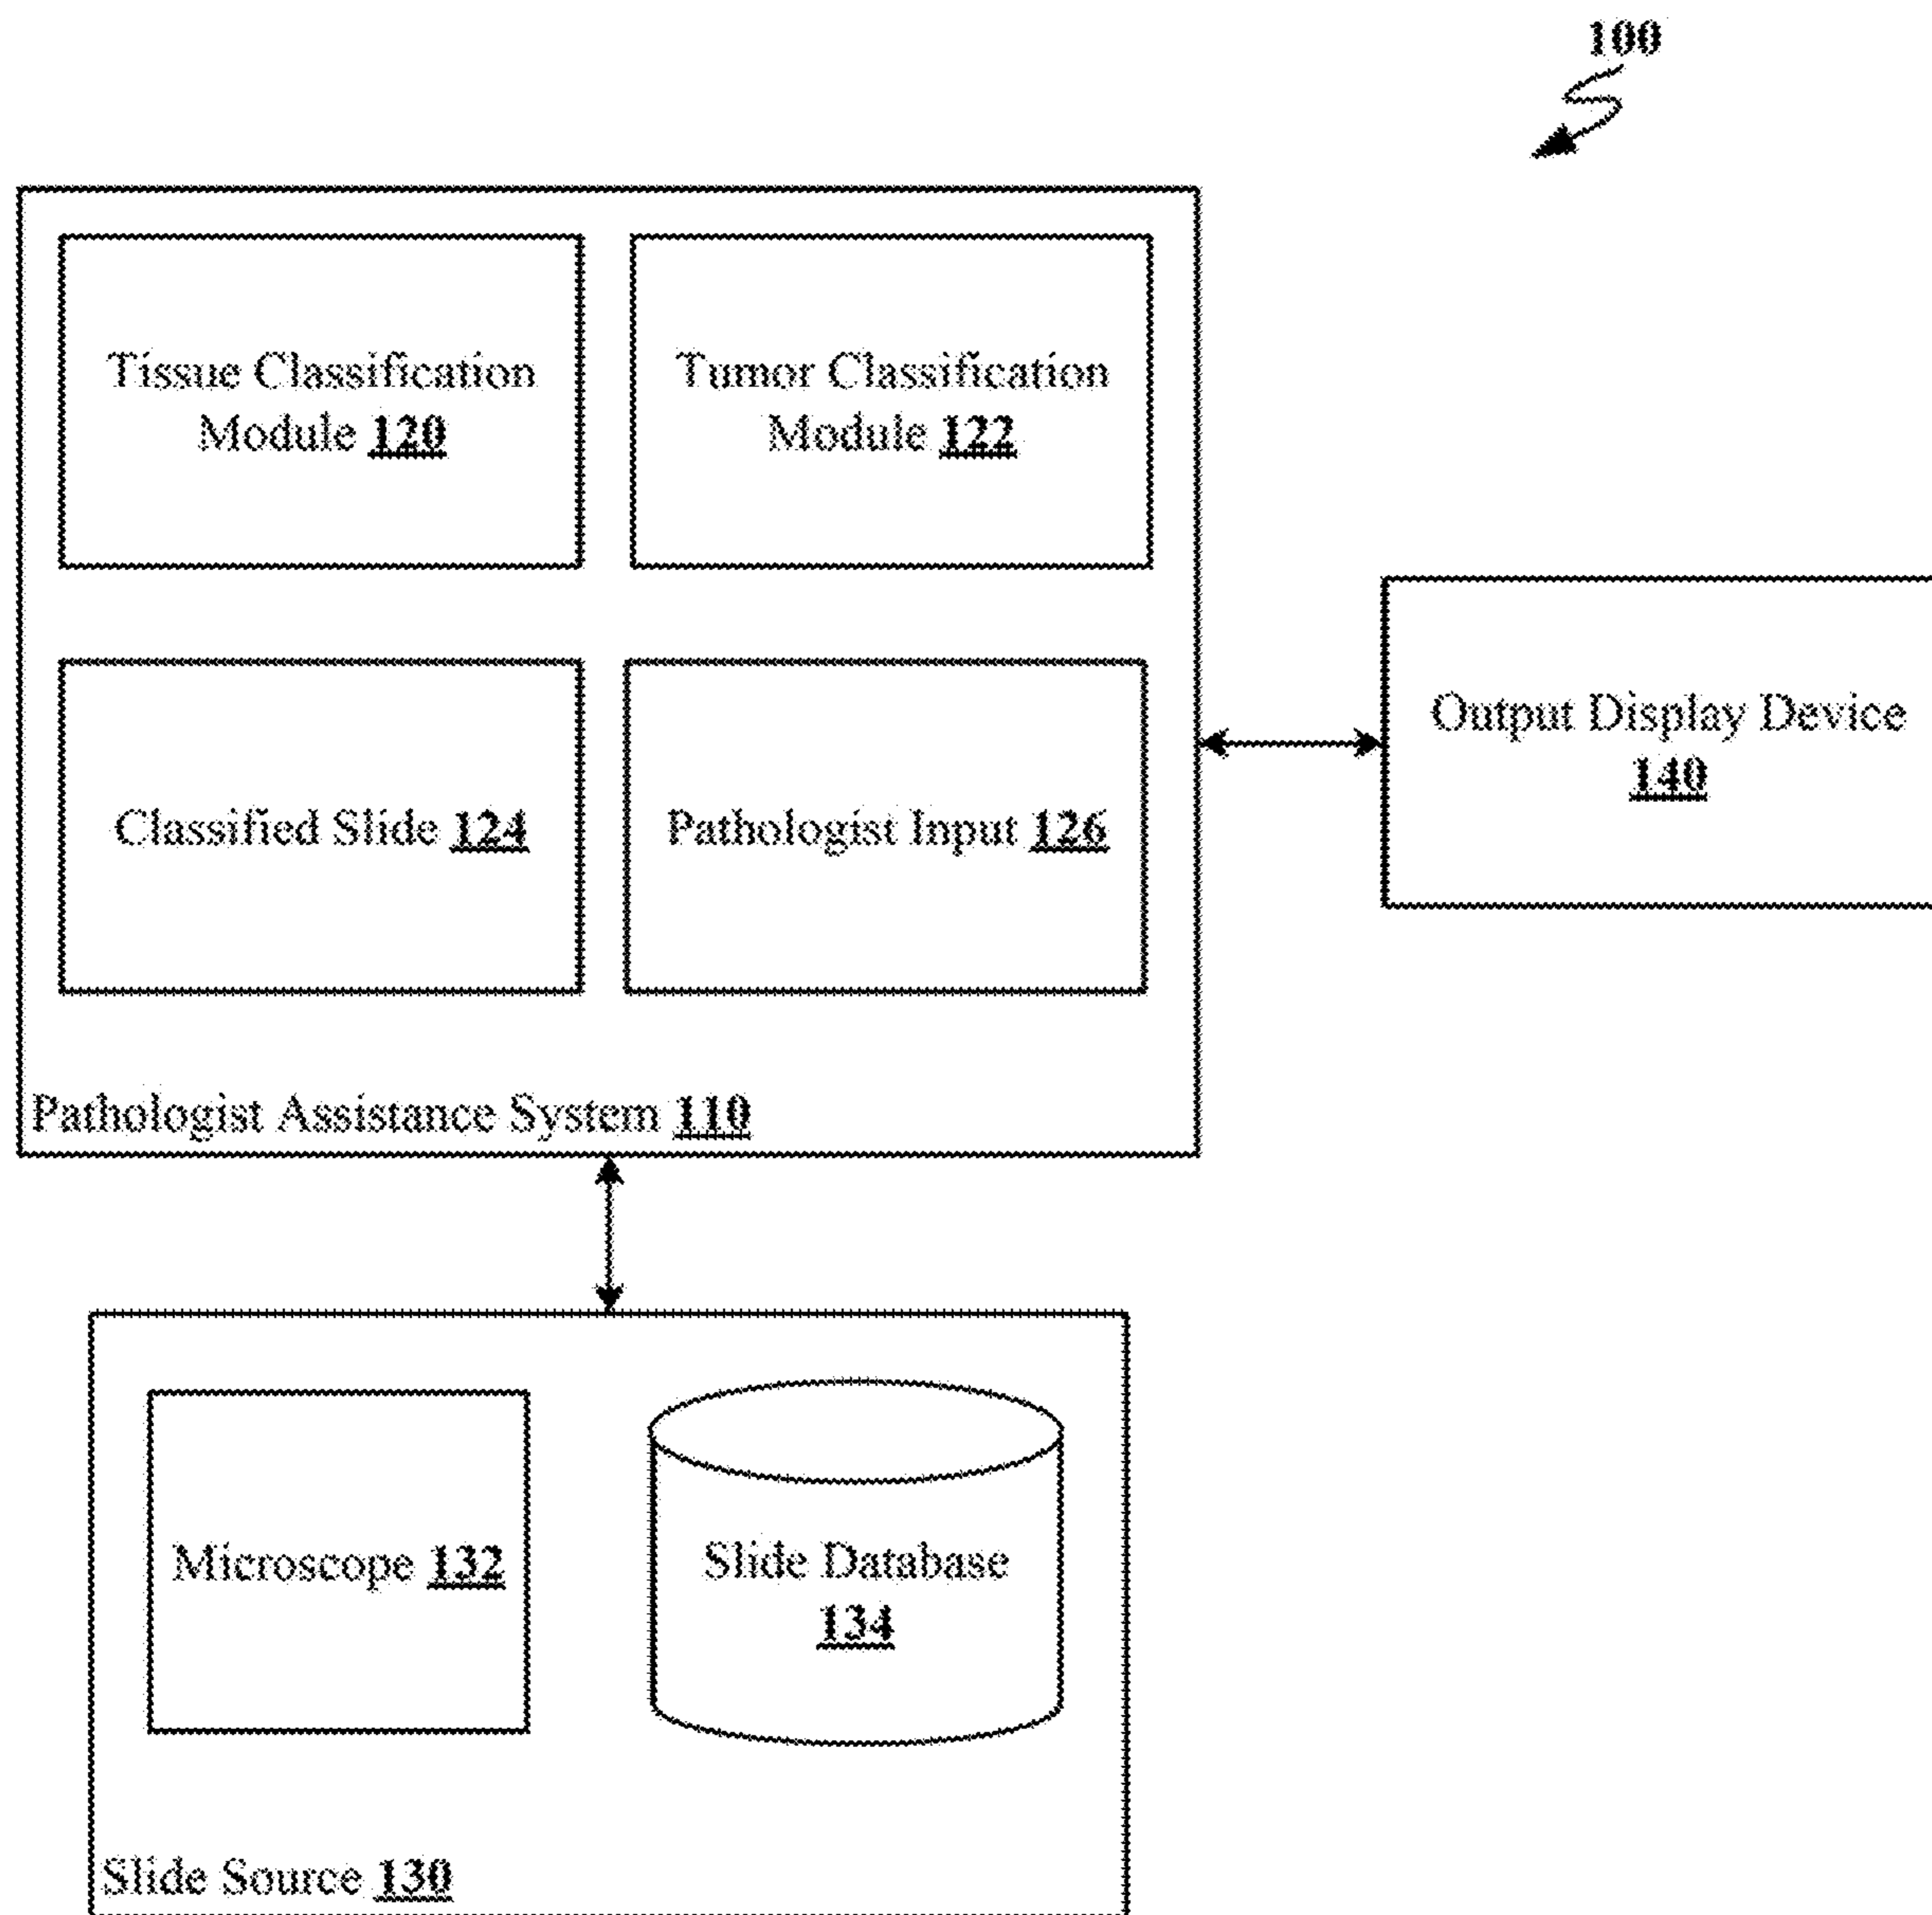 100
Tissue Classification
Module 120
Tumor Classification
Module 122
Output Display Device
140
Classified Slide 124
Pathologist Input 126
Pathologist Assistance System 110
Microscope 132
Slide Database
134
Slide Source 130